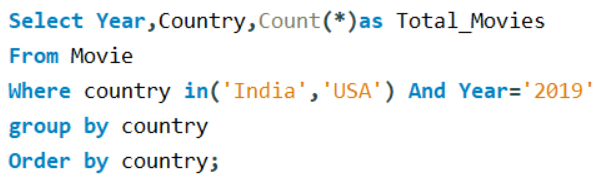 Select Year,Country,Count(*)as Total_Movies
From Movie
Where country in('India','USA') And Year='2019'
group by country
Order by country;